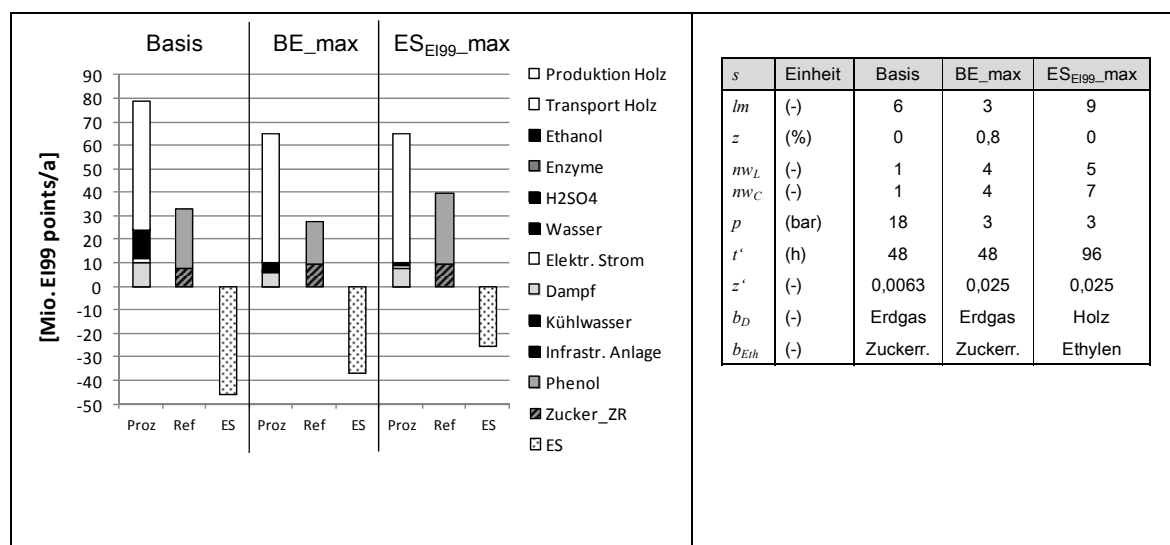 Basis BE_max ES_EI99_max
[Mio. EI99 points/a]
90
80
70
60
50
40
30
20
10
0
-10
-20
-30
-40
-50
Proz Ref ES Proz Ref ES Proz Ref ES
Produktion Holz
Transport Holz
Ethanol
Enzyme
H2SO4
Wasser
Elektr. Strom
Dampf
Kühlwasser
Infrastr. Anlage
Phenol
Zucker_ZR
ES
s Einheit Basis BE_max ES_EI99_max
lm (-) 6 3 9
z (%) 0 0,8 0
nw_L (-) 1 4 5
nw_C (-) 1 4 7
p (bar) 18 3 3
t‘ (h) 48 48 96
z‘ (-) 0,0063 0,025 0,025
b_D (-) Erdgas Erdgas Holz
b_Eth (-) Zuckerr. Zuckerr. Ethylen